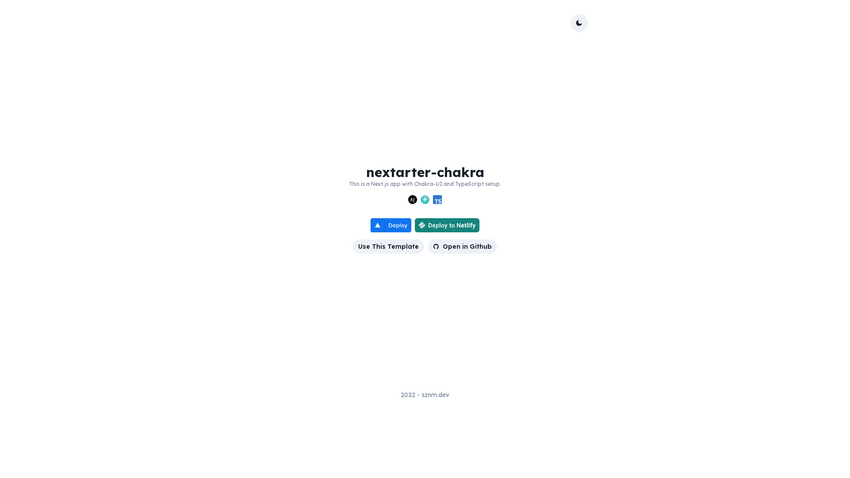 nextarter-chakra
This is a Next.js app with Chakra-UI and TypeScript setup.
N
TS
Deploy
Deploy to Netlify
Use This Template
Open in Github
2022 - sznm.dev